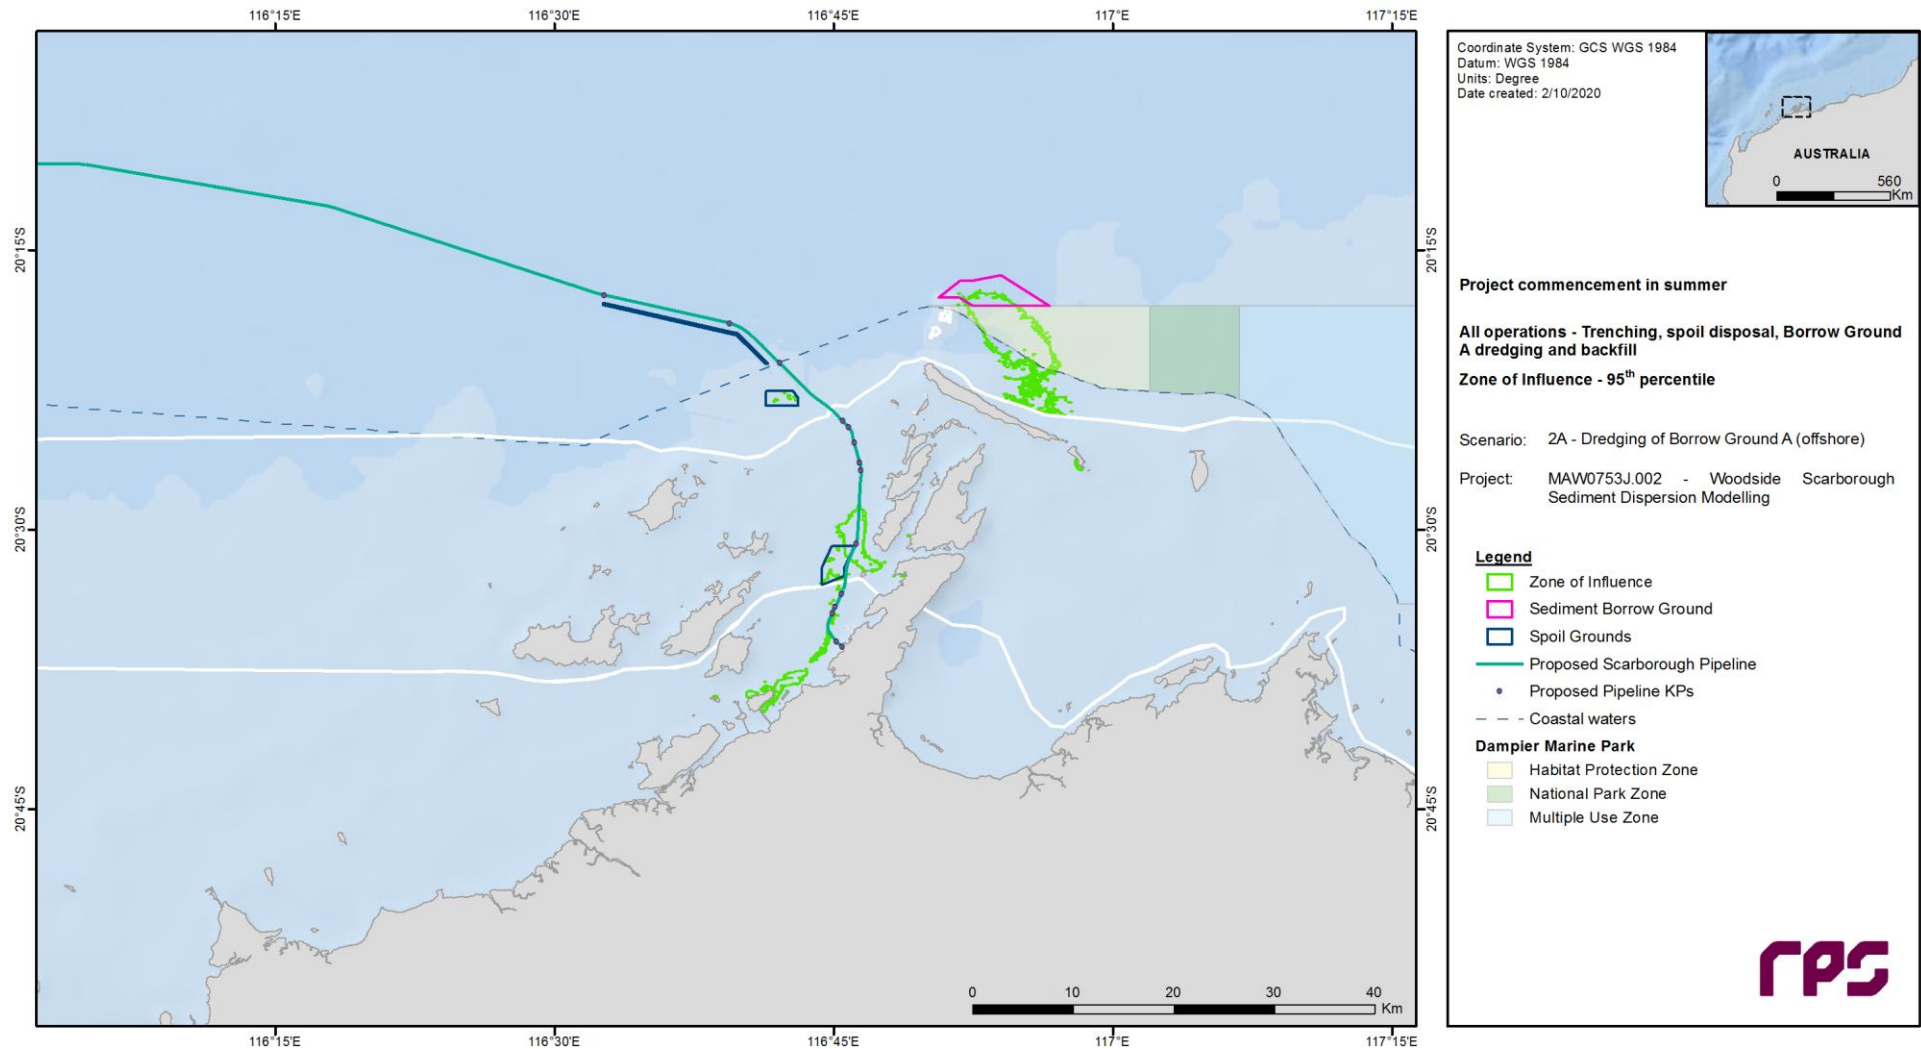 116°15'E
116°30'E
116°45'E
117°E
117°15'E
20°15'S
20°15'S
20°30'S
20°30'S
20°45'S
20°45'S
0 10 20 30 40
Km
116°15'E
116°30'E
116°45'E
117°E
117°15'E
Coordinate System: GCS WGS 1984
Datum: WGS 1984
Units: Degree
Date created: 2/10/2020
AUSTRALIA
0 560
Km
Project commencement in summer
All operations - Trenching, spoil disposal, Borrow Ground
A dredging and backfill
Zone of Influence - 95th percentile
Scenario: 2A - Dredging of Borrow Ground A (offshore)
Project: MAW0753J.002 - Woodside Scarborough
Sediment Dispersion Modelling
Legend
Zone of Influence
Sediment Borrow Ground
Spoil Grounds
Proposed Scarborough Pipeline
Proposed Pipeline KPs
Coastal waters
Dampier Marine Park
Habitat Protection Zone
National Park Zone
Multiple Use Zone
rps